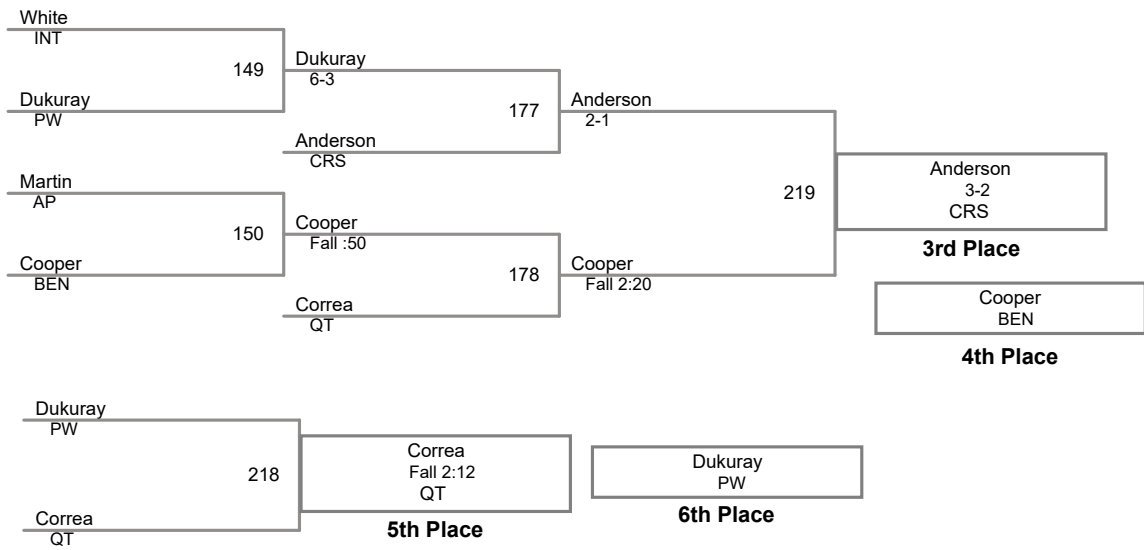 White
INT
149
Dukuray
6-3
Dukuray
PW
177
Anderson
2-1
Anderson
CRS
Martin
AP
150
Cooper
Fall :50
219
Anderson
3-2
CRS
3rd Place
Cooper
BEN
178
Cooper
Fall 2:20
Correa
QT
Cooper
BEN
4th Place
Dukuray
PW
218
Correa
Fall 2:12
QT
5th Place
Dukuray
PW
6th Place
Correa
QT